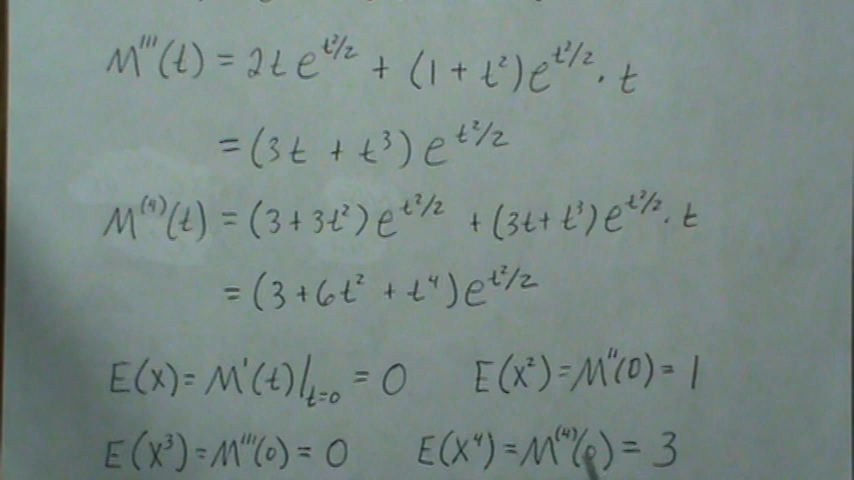 M'''(t) = 2t e^{t²/2} + (1 + t²)e^{t²/2} · t
= (3t + t³) e^{t²/2}
M^{(4)}(t) = (3 + 3t²) e^{t²/2} + (3t + t³) e^{t²/2} · t
= (3 + 6t² + t⁴)e^{t²/2}
E(X) = M'(t)|_{t=0} = 0 E(X²) = M''(0) = 1
E(X³) = M'''(0) = 0 E(X⁴) = M^{(4)}(0) = 3